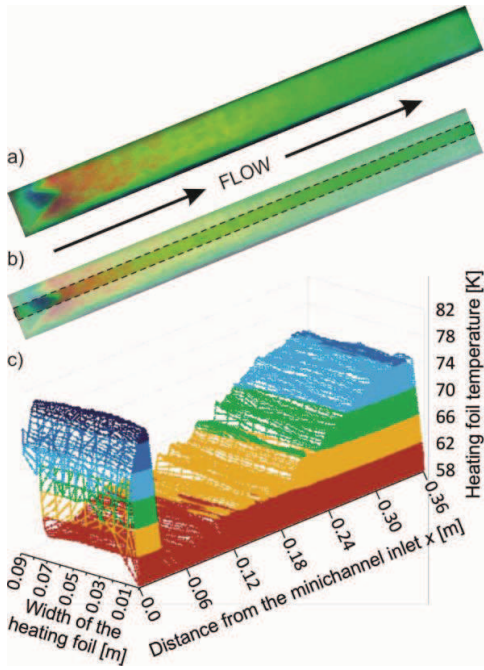 a)
FLOW
b)
c)
82
78
74
70
66
62
58
Heating foil temperature [K]
0.09
0.07
0.05
0.03
0.01
Width of the
heating foil [m]
0.0
0.06
0.12
0.18
0.24
0.30
0.36
Distance from the minichannel inlet x [m]